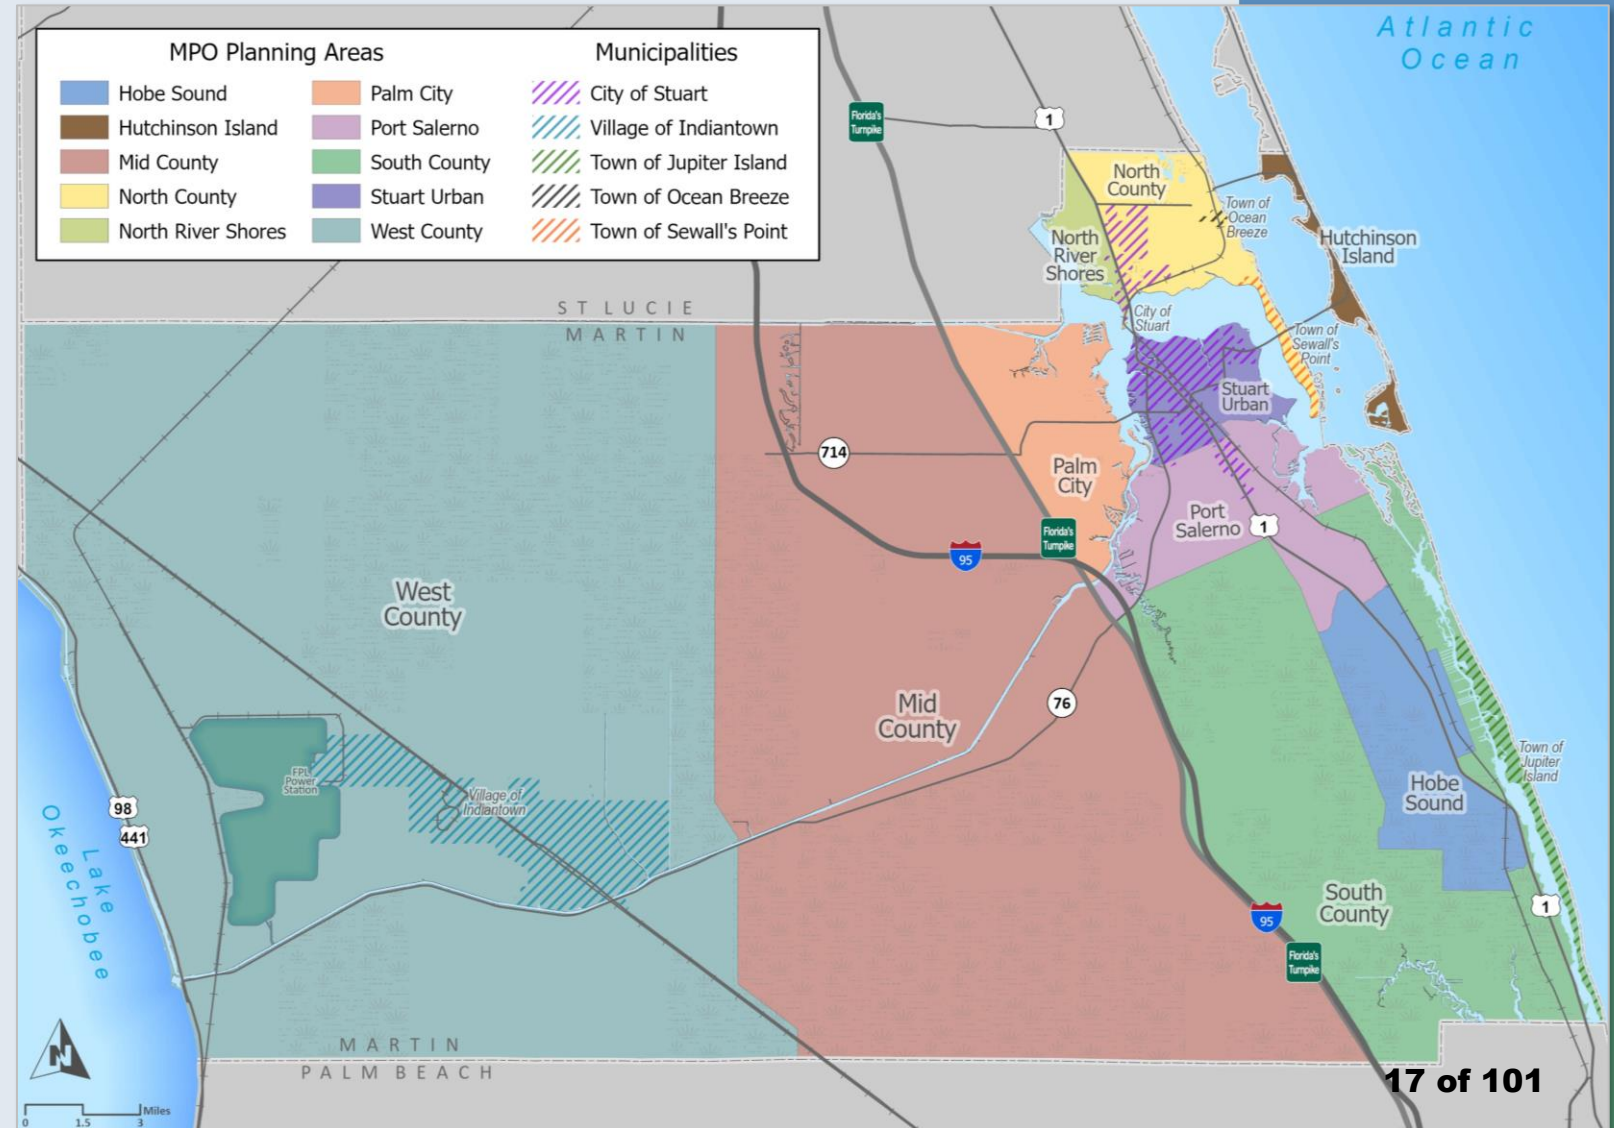 Atlantic
Ocean
MPO Planning Areas
Hobe Sound
Hutchinson Island
Mid County
North County
North River Shores
Palm City
Port Salerno
South County
Stuart Urban
West County
Municipalities
City of Stuart
Village of Indiantown
Town of Jupiter Island
Town of Ocean Breeze
Town of Sewall's Point
Florida's
Turnpike
1
North
County
Town of
Ocean
Breeze
North
River
Shores
Hutchinson
Island
ST LUCIE
MARTIN
City of
Stuart
Town of
Sewall's
Point
Stuart
Urban
714
Palm
City
Port
Salerno
1
Florida's
Turnpike
95
West
County
Mid
County
76
FPL
Power
Station
Village of
Indiantown
Town of
Jupiter
Island
Hobe
Sound
98
441
Lake
Okeechobee
South
County
1
95
Florida's
Turnpike
MARTIN
PALM BEACH
N
Miles
0 1.5 3
17 of 101